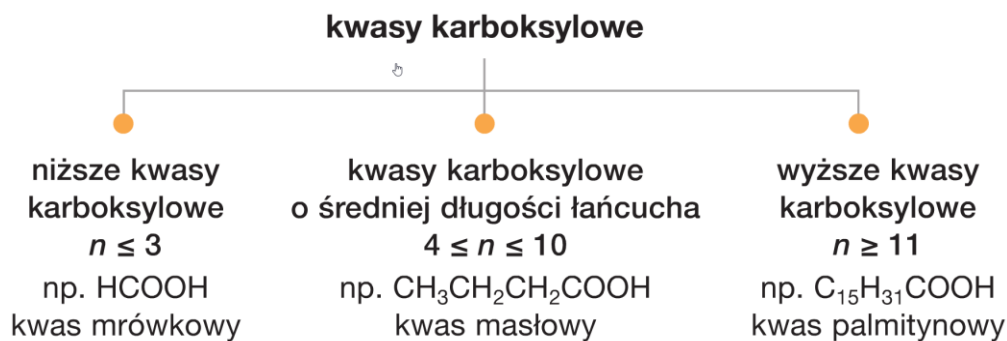 kwasy karboksylowe
niższe kwasy
karboksylowe
n ≤ 3
np. HCOOH
kwas mrówkowy
kwasy karboksylowe
o średniej długości łańcucha
4 ≤ n ≤ 10
np. CH₃CH₂CH₂COOH
kwas masłowy
wyższe kwasy
karboksylowe
n ≥ 11
np. C₁₅H₃₁COOH
kwas palmitynowy